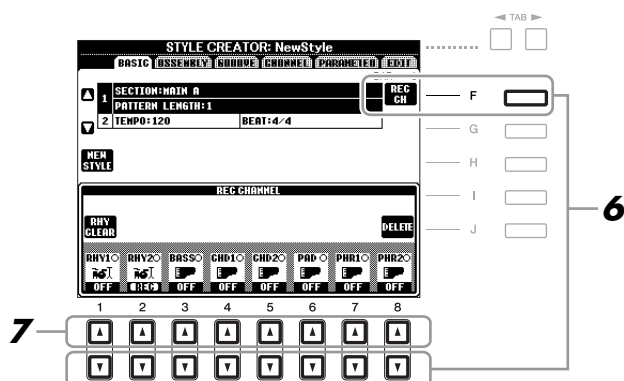 ◄ TAB ►
STYLE CREATOR: NewStyle
BASIC ASSEMBLY GROOVE CHANNEL PARAMETER EDIT
1 SECTION:MAIN A
PATTERN LENGTH:1
REC CH
F
2 TEMPO:120 BEAT:4/4
G
NEW STYLE
H
REC CHANNEL
I
RHY CLEAR
DELETE
J
6
RHY1 RHY2 BASS CHD1 CHD2 PAD PHR1 PHR2
OFF REC OFF OFF OFF OFF OFF OFF
1 2 3 4 5 6 7 8
7